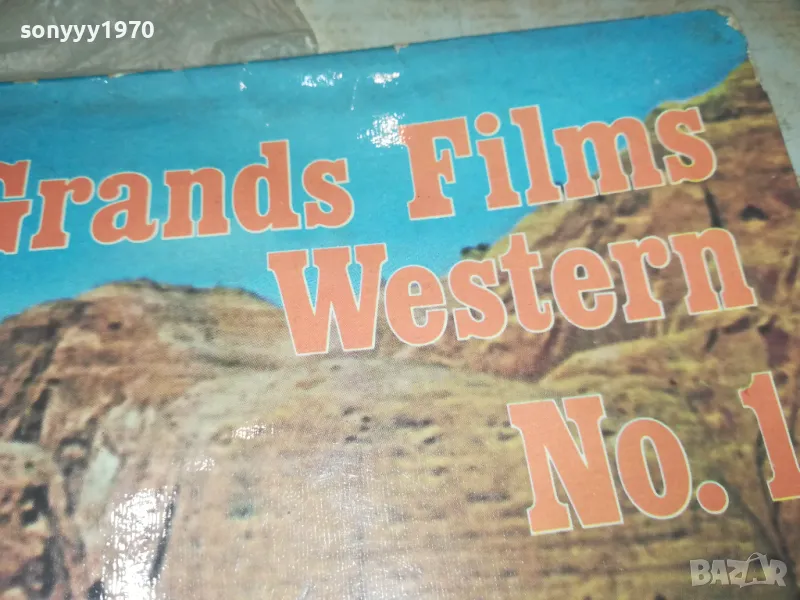 sonyyy1970
Grands Films
Western
No. 1
BAZAR